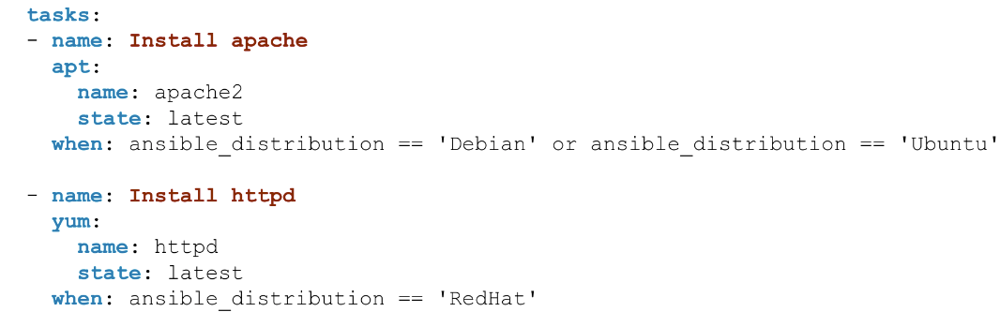 tasks:
- name: Install apache
  apt:
    name: apache2
    state: latest
  when: ansible_distribution == 'Debian' or ansible_distribution == 'Ubuntu'

- name: Install httpd
  yum:
    name: httpd
    state: latest
  when: ansible_distribution == 'RedHat'